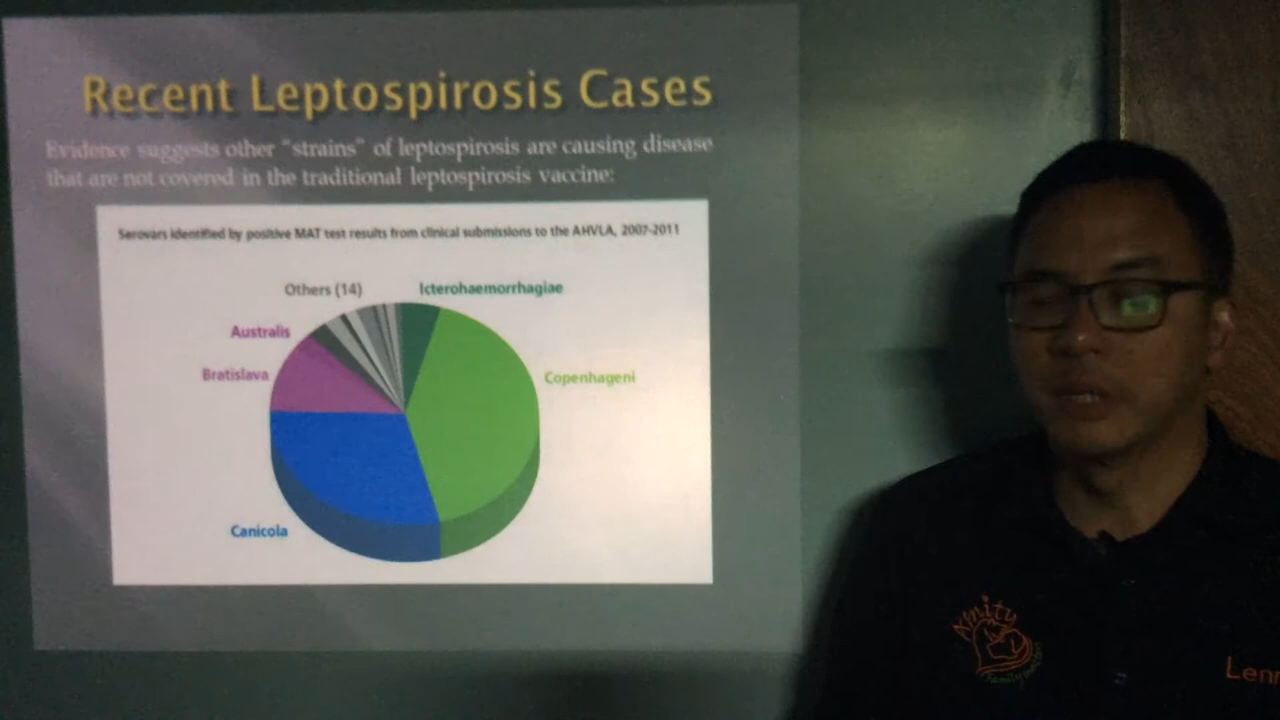 Recent Leptospirosis Cases
Evidence suggests other "strains" of leptospirosis are causing disease
that are not covered in the traditional leptospirosis vaccine:
Serovars identified by positive MAT test results from clinical submissions to the AHVLA, 2007-2011
Others (14)
Icterohaemorrhagiae
Australis
Bratislava
Copenhageni
Canicola
Amity
Lenn